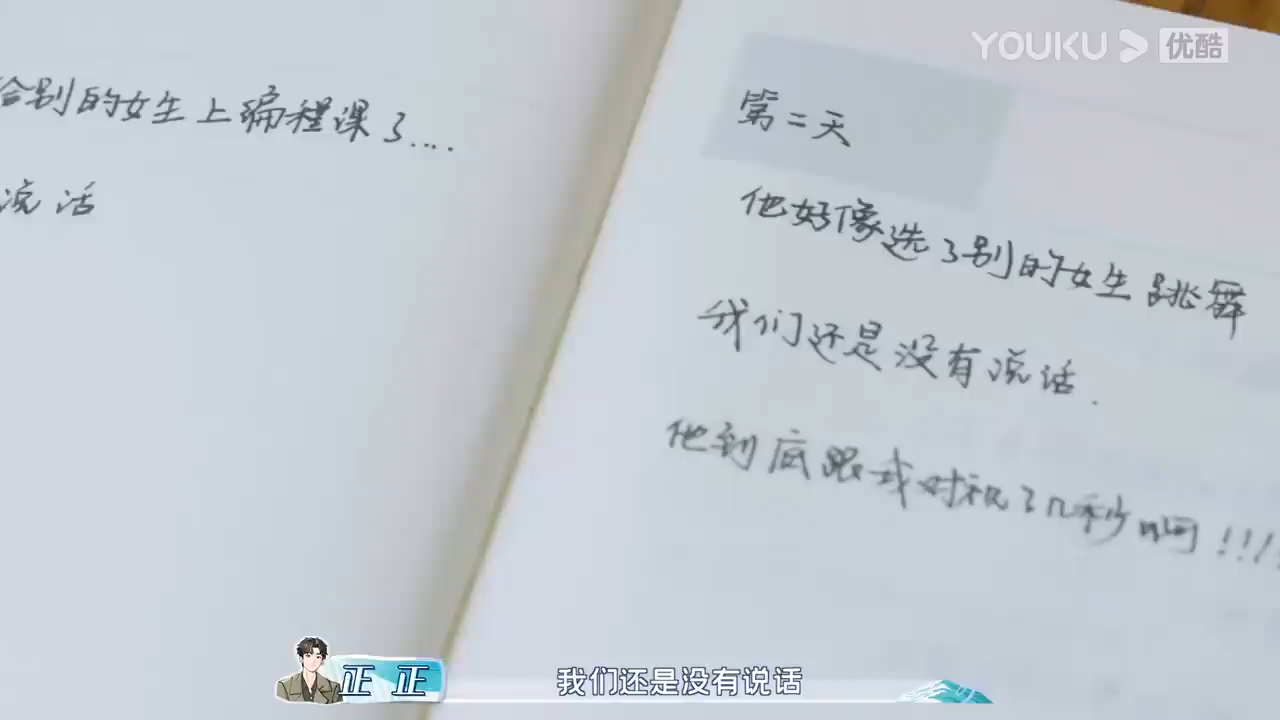 YOUKU 优酷
给别的女生上编程课了....
说话
第二天
他好像选了别的女生跳舞
我们还是没有说话.
他到底跟我对视了几秒啊!!!!
正正
我们还是没有说话